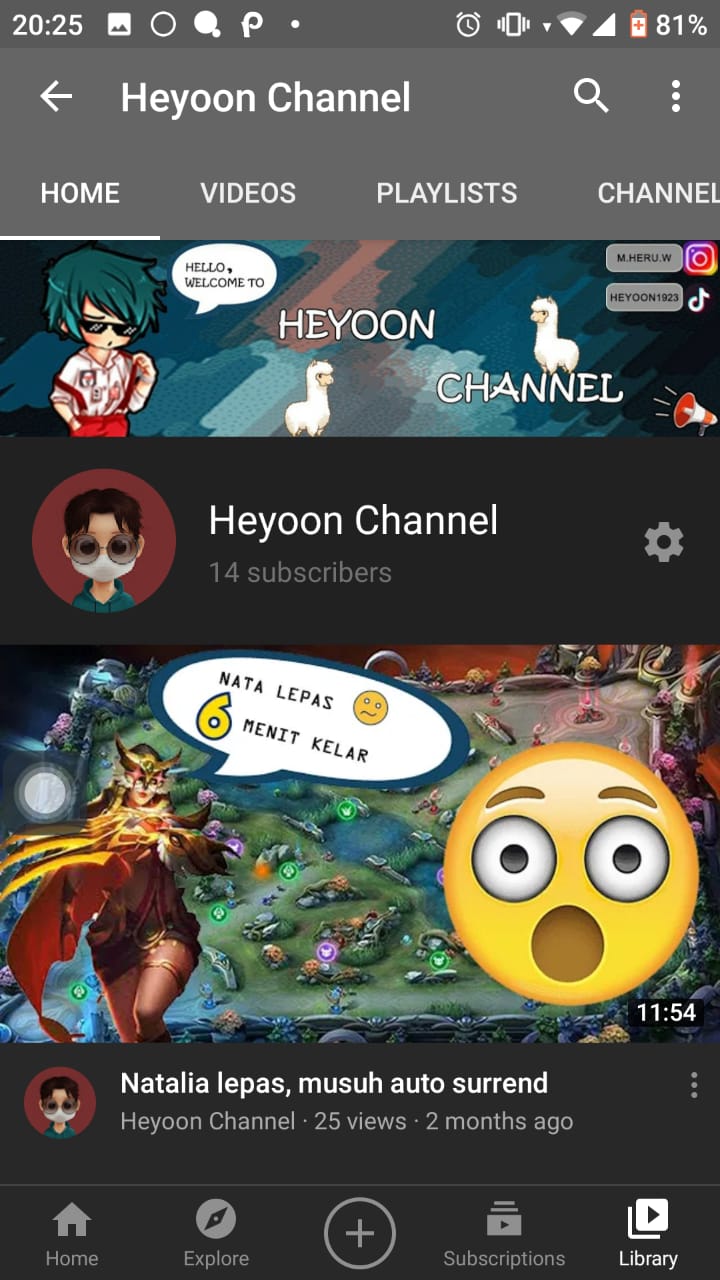 20:25
81%
Heyoon Channel
HOME VIDEOS PLAYLISTS CHANNEL
HELLO,
WELCOME TO
HEYOON
CHANNEL
M.HERU.W
HEYOON1923
Heyoon Channel
14 subscribers
NATA LEPAS
6 MENIT KELAR
11:54
Natalia lepas, musuh auto surrend
Heyoon Channel · 25 views · 2 months ago
Home Explore Subscriptions Library